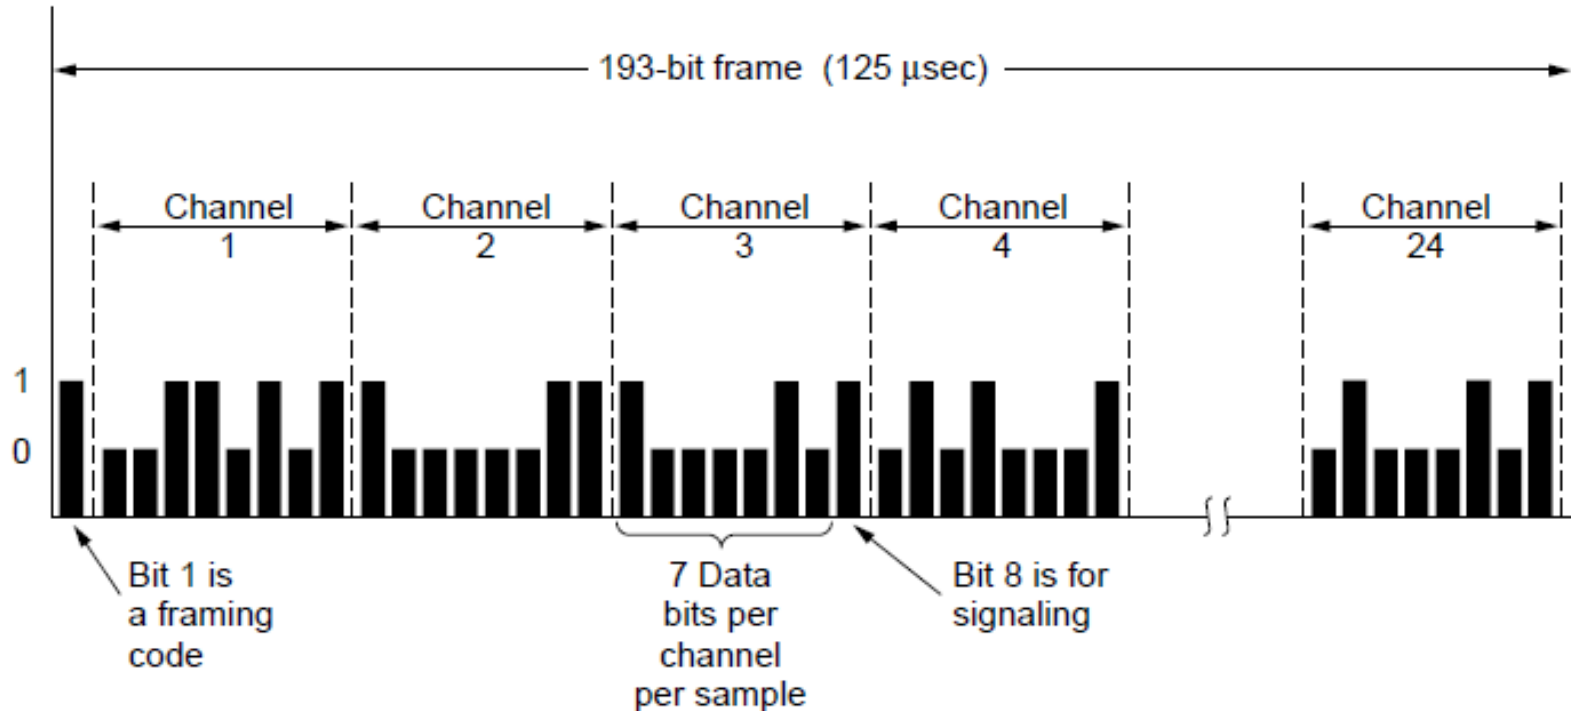 193-bit frame (125 μsec)
Channel
1
Channel
2
Channel
3
Channel
4
Channel
24
1
0
Bit 1 is
a framing
code
7 Data
bits per
channel
per sample
Bit 8 is for
signaling